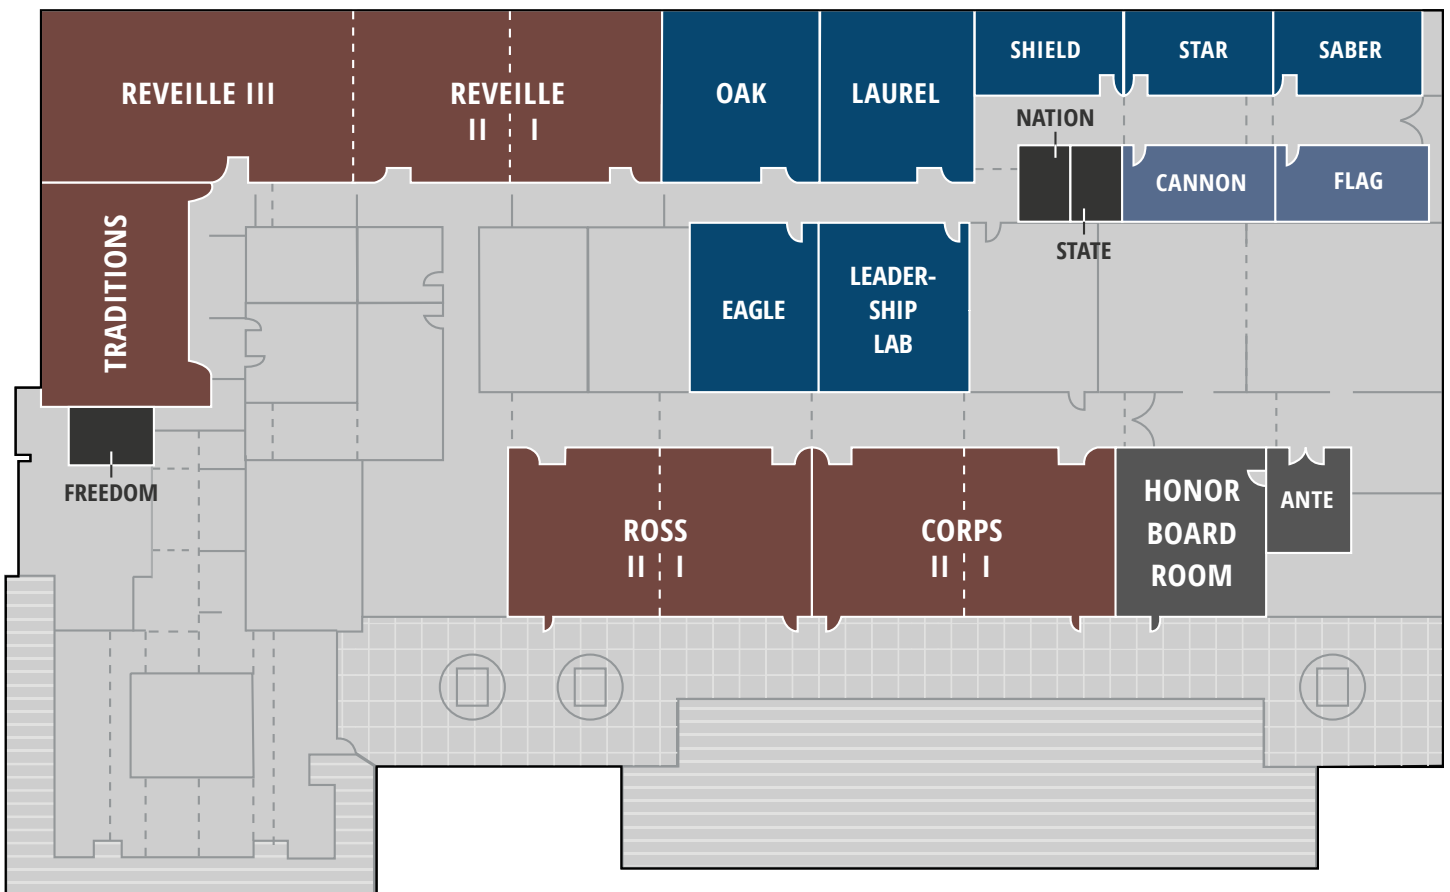 REVEILLE III
REVEILLE
II I
OAK
LAUREL
SHIELD
STAR
SABER
NATION
CANNON
FLAG
STATE
TRADITIONS
EAGLE
LEADER-
SHIP
LAB
FREEDOM
ROSS
II I
CORPS
II I
HONOR
BOARD
ROOM
ANTE